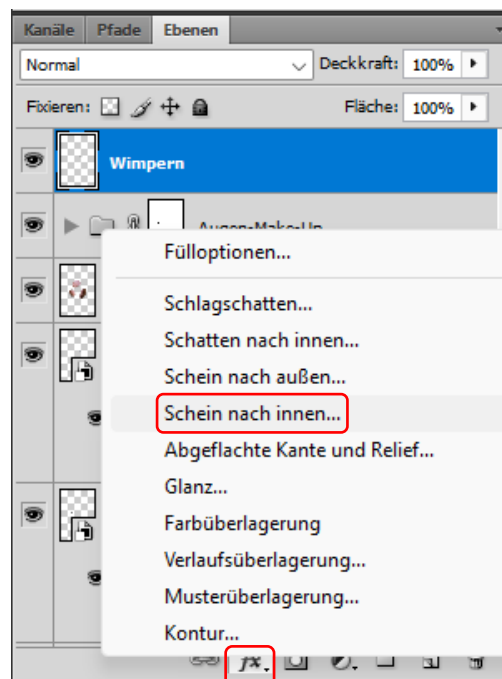 Kanäle Pfade Ebenen
Normal Deckkraft: 100%
Fixieren: Fläche: 100%
Wimpern
Augen-Make-Up
Fülloptionen...
Schlagschatten...
Schatten nach innen...
Schein nach außen...
Schein nach innen...
Abgeflachte Kante und Relief...
Glanz...
Farbüberlagerung
Verlaufsüberlagerung...
Musterüberlagerung...
Kontur...
fx.